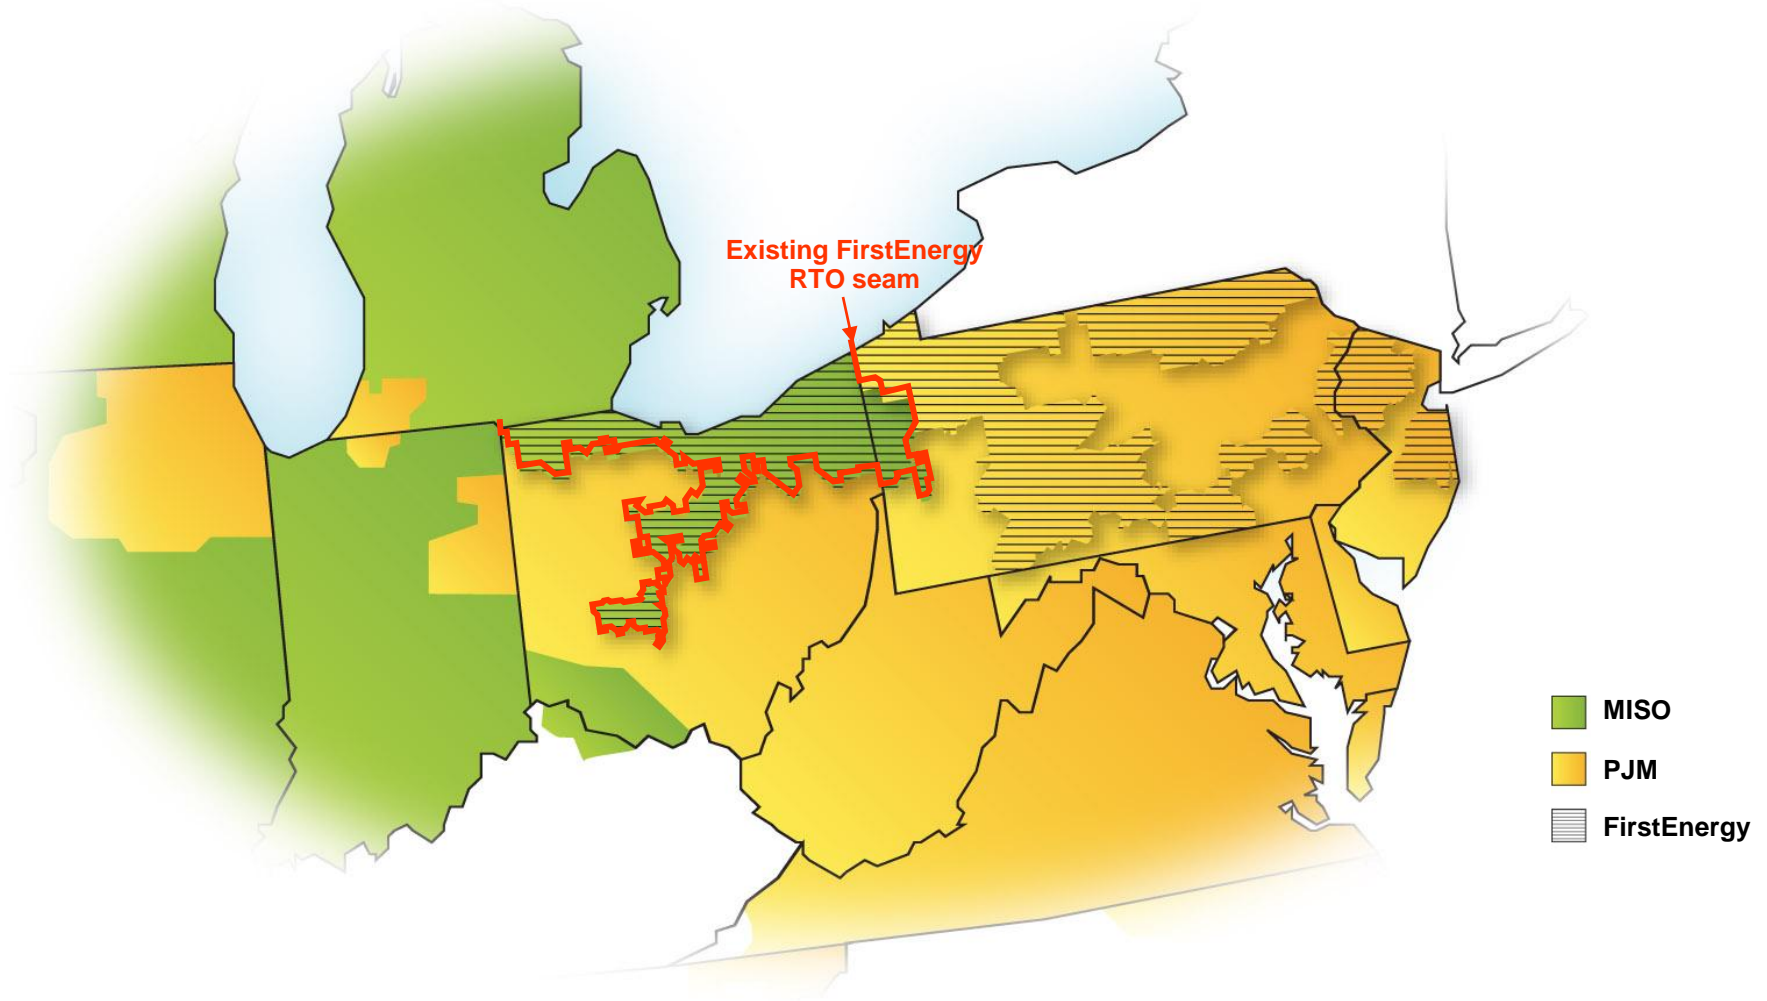 Existing FirstEnergy
RTO seam
MISO
PJM
FirstEnergy